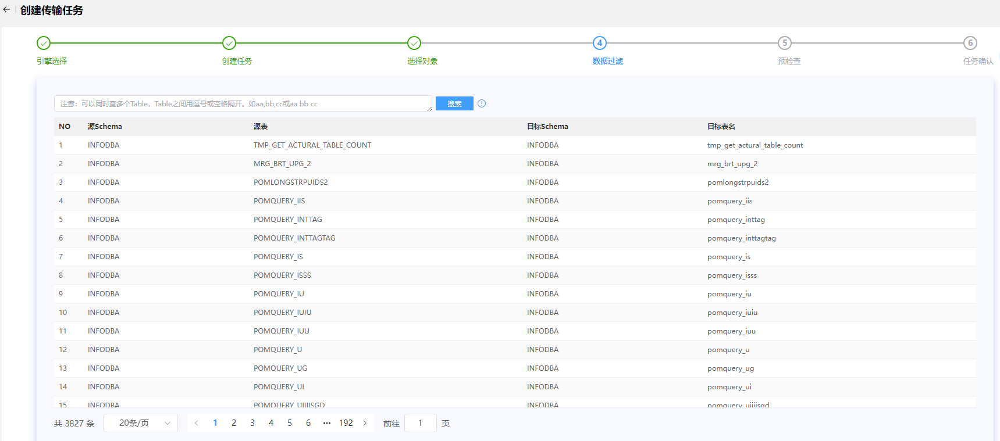 创建传输任务
4 5 6
引擎选择 创建任务 选择对象 数据过滤 预检查 任务确认
注意：可以同时查多个Table，Table之间用逗号或空格隔开。如aa,bb,cc或aa bb cc 搜索
NO 源Schema 源表 目标Schema 目标表名
1 INFODBA TMP_GET_ACTURAL_TABLE_COUNT INFODBA tmp_get_actural_table_count
2 INFODBA MRG_BRT_UPG_2 INFODBA mrg_brt_upg_2
3 INFODBA POMLONGSTRPUIDS2 INFODBA pomlongstrpuids2
4 INFODBA POMQUERY_IIS INFODBA pomquery_iis
5 INFODBA POMQUERY_INTTAG INFODBA pomquery_inttag
6 INFODBA POMQUERY_INTTAGTAG INFODBA pomquery_inttagtag
7 INFODBA POMQUERY_IS INFODBA pomquery_is
8 INFODBA POMQUERY_ISSS INFODBA pomquery_isss
9 INFODBA POMQUERY_IU INFODBA pomquery_iu
10 INFODBA POMQUERY_IUIU INFODBA pomquery_iuiu
11 INFODBA POMQUERY_IUU INFODBA pomquery_iuu
12 INFODBA POMQUERY_U INFODBA pomquery_u
13 INFODBA POMQUERY_UG INFODBA pomquery_ug
14 INFODBA POMQUERY_UI INFODBA pomquery_ui
15 INFODBA INFODBA
共 3827 条 20条/页 1 2 3 4 5 6 ••• 192 前往 1 页